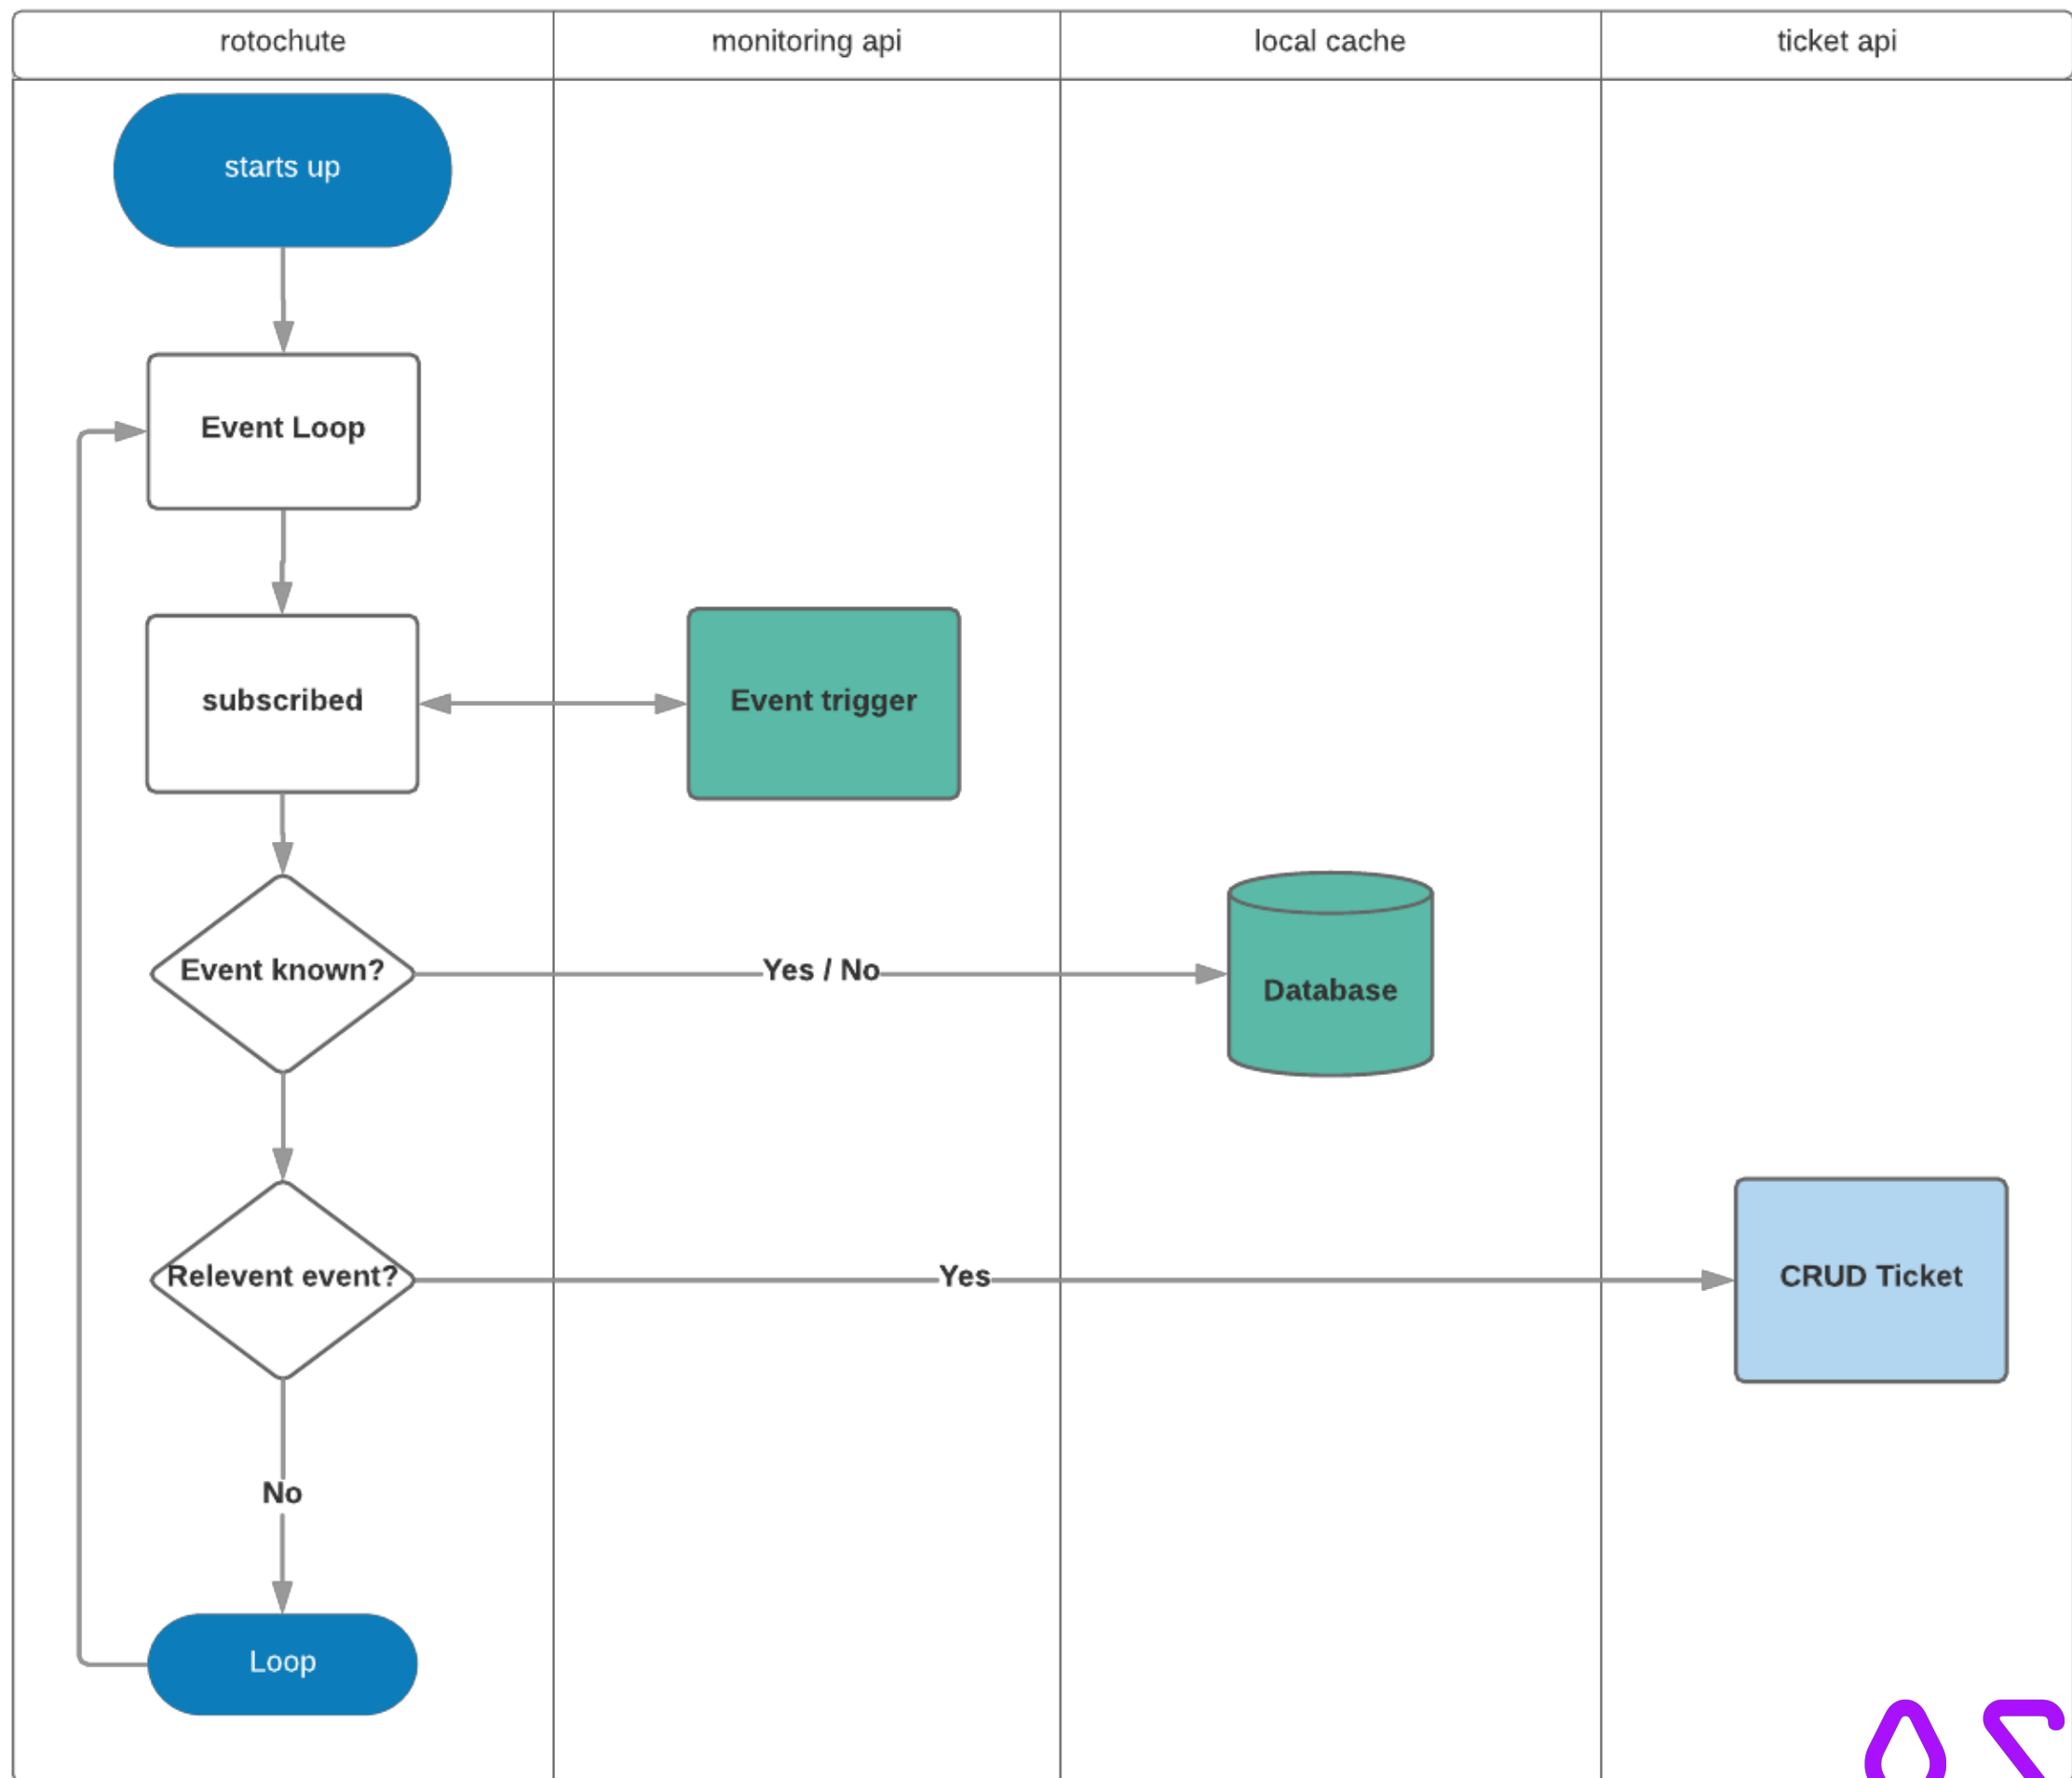 rotochute
monitoring api
local cache
ticket api
starts up
Event Loop
subscribed
Event trigger
Event known?
Yes / No
Database
Relevent event?
Yes
CRUD Ticket
No
Loop